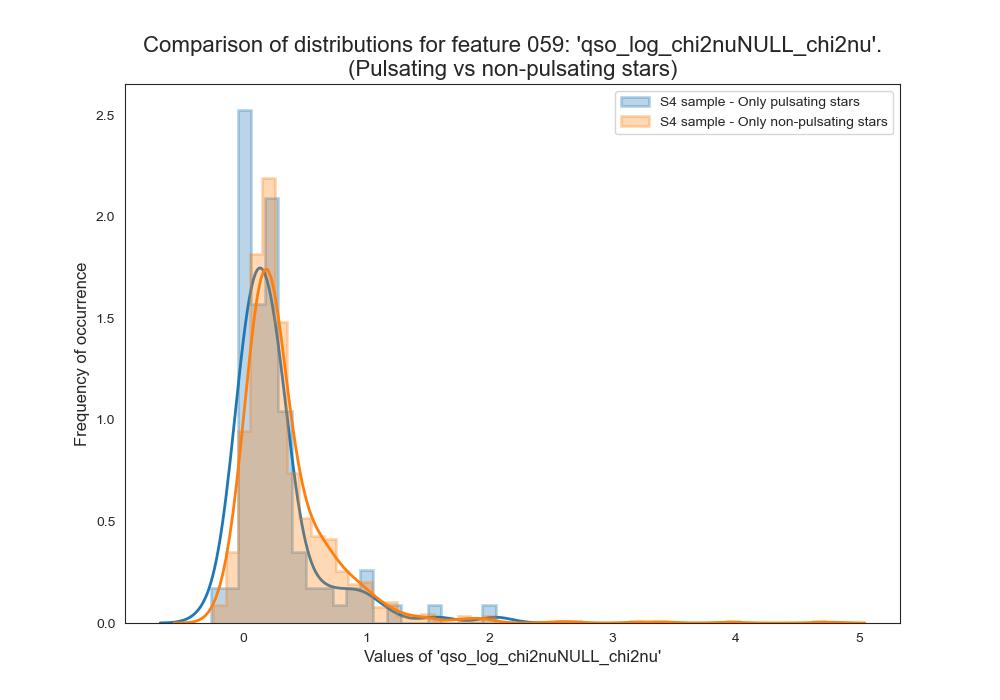 Comparison of distributions for feature 059: 'qso_log_chi2nuNULL_chi2nu'.
(Pulsating vs non-pulsating stars)
S4 sample - Only pulsating stars
S4 sample - Only non-pulsating stars
Frequency of occurrence
2.5
2.0
1.5
1.0
0.5
0.0
0 1 2 3 4 5
Values of 'qso_log_chi2nuNULL_chi2nu'